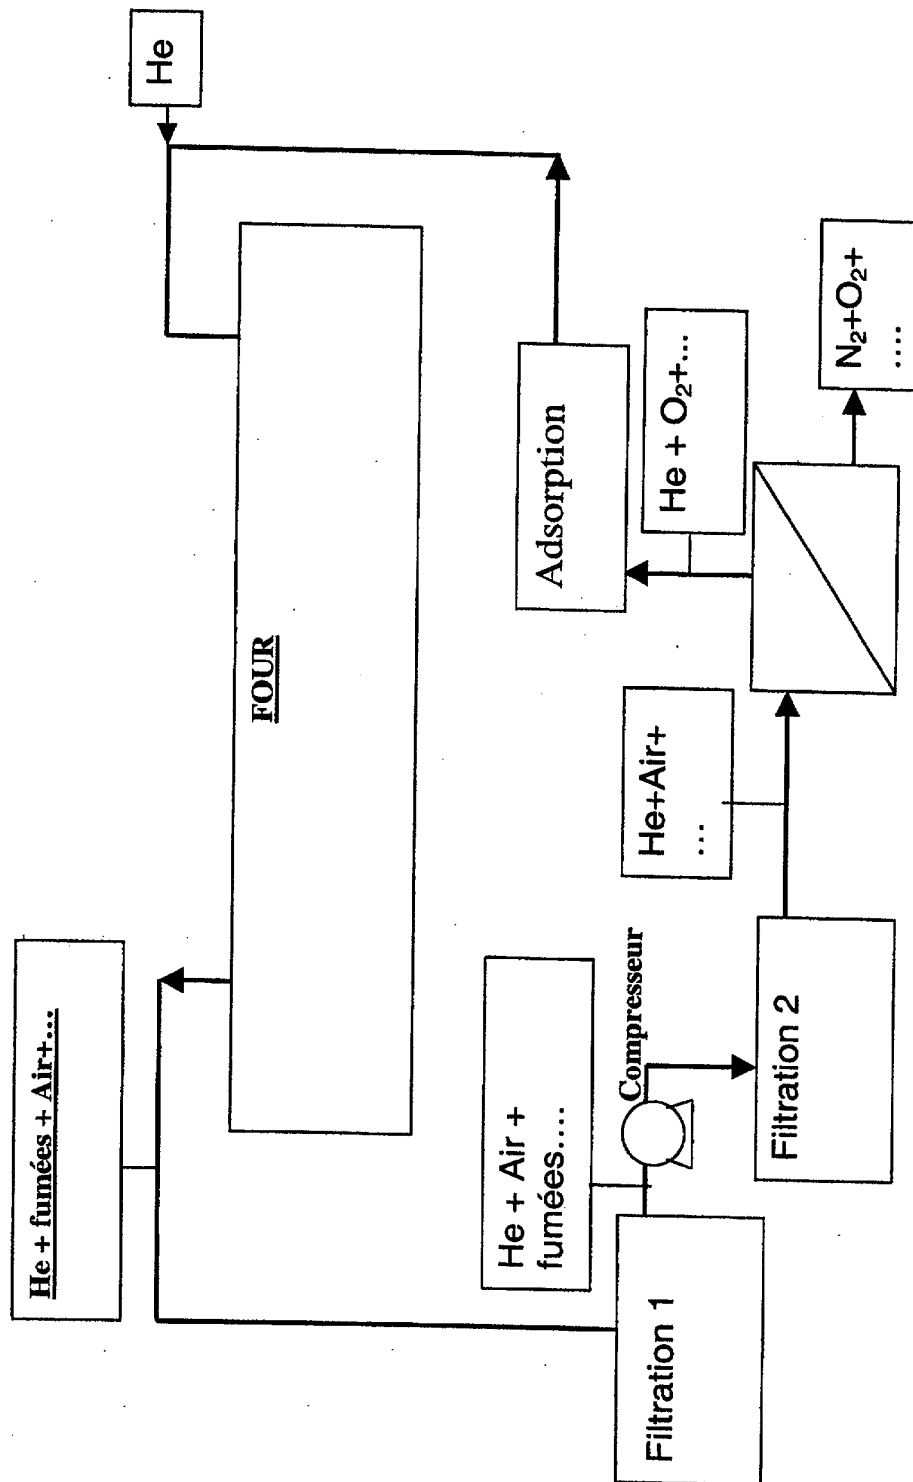 He + fumées + Air+...
FOUR
He
He + Air +
fumées....
Compresseur
Filtration 1
Filtration 2
He+Air+
...
Adsorption
He + O₂+...
N₂+O₂+
....